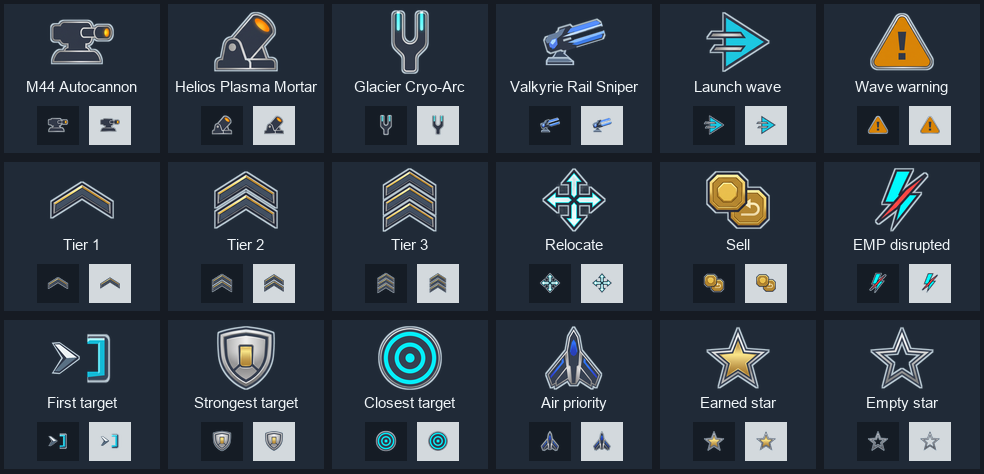 M44 Autocannon
Helios Plasma Mortar
Glacier Cryo-Arc
Valkyrie Rail Sniper
Launch wave
Wave warning
Tier 1
Tier 2
Tier 3
Relocate
Sell
EMP disrupted
First target
Strongest target
Closest target
Air priority
Earned star
Empty star